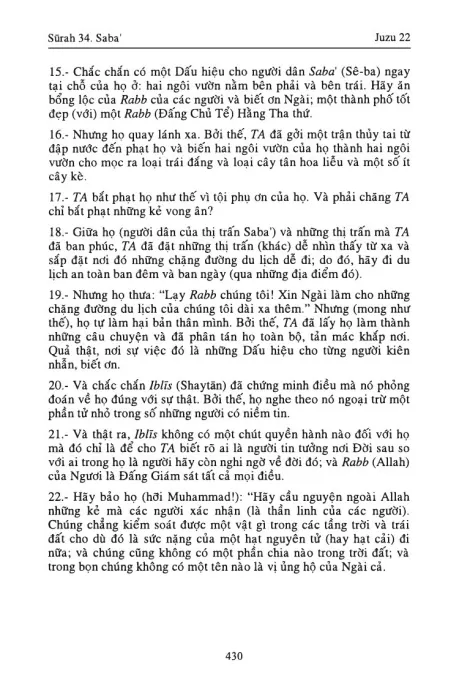 Sūrah 34. Saba' Juzu 22
15.- Chắc chắn có một Dấu hiệu cho người dân Saba' (Sê-ba) ngay
tại chỗ của họ ở: hai ngôi vườn nằm bên phải và bên trái. Hãy ăn
bổng lộc của Rabb của các người và biết ơn Ngài; một thành phố tốt
đẹp (với) một Rabb (Đấng Chủ Tể) Hằng Tha thứ.
16.- Nhưng họ quay lánh xa. Bởi thế, TA đã gởi một trận thủy tai từ
đập nước đến phạt họ và biến hai ngôi vườn của họ thành hai ngôi
vườn cho mọc ra loại trái đắng và loại cây tân hoa liễu và một số ít
cây kè.
17.- TA bắt phạt họ như thế vì tội phụ ơn của họ. Và phải chăng TA
chỉ bắt phạt những kẻ vong ân?
18.- Giữa họ (người dân của thị trấn Saba') và những thị trấn mà TA
đã ban phúc, TA đã đặt những thị trấn (khác) dễ nhìn thấy từ xa và
sắp đặt nơi đó những chặng đường du lịch dễ đi; do đó, hãy đi du
lịch an toàn ban đêm và ban ngày (qua những địa điểm đó).
19.- Nhưng họ thưa: “Lạy Rabb chúng tôi! Xin Ngài làm cho những
chặng đường du lịch của chúng tôi dài xa thêm.” Nhưng (mong như
thế), họ tự làm hại bản thân mình. Bởi thế, TA đã lấy họ làm thành
những câu chuyện và đã phân tán họ toàn bộ, tản mác khắp nơi.
Quả thật, nơi sự việc đó là những Dấu hiệu cho từng người kiên
nhẫn, biết ơn.
20.- Và chắc chắn Iblīs (Shaytān) đã chứng minh điều mà nó phỏng
đoán về họ đúng với sự thật. Bởi thế, họ nghe theo nó ngoại trừ một
phần tử nhỏ trong số những người có niềm tin.
21.- Và thật ra, Iblīs không có một chút quyền hành nào đối với họ
mà đó chỉ là để cho TA biết rõ ai là người tin tưởng nơi Đời sau so
với ai trong họ là người hãy còn nghi ngờ về đời đó; và Rabb (Allah)
của Ngươi là Đấng Giám sát tất cả mọi điều.
22.- Hãy bảo họ (hỡi Muhammad!): “Hãy cầu nguyện ngoài Allah
những kẻ mà các người xác nhận (là thần linh của các người).
Chúng chẳng kiểm soát được một vật gì trong các tầng trời và trái
đất cho dù đó là sức nặng của một hạt nguyên tử (hay hạt cải) đi
nữa; và chúng cũng không có một phần chia nào trong trời đất; và
trong bọn chúng không có một tên nào là vị ủng hộ của Ngài cả.
430